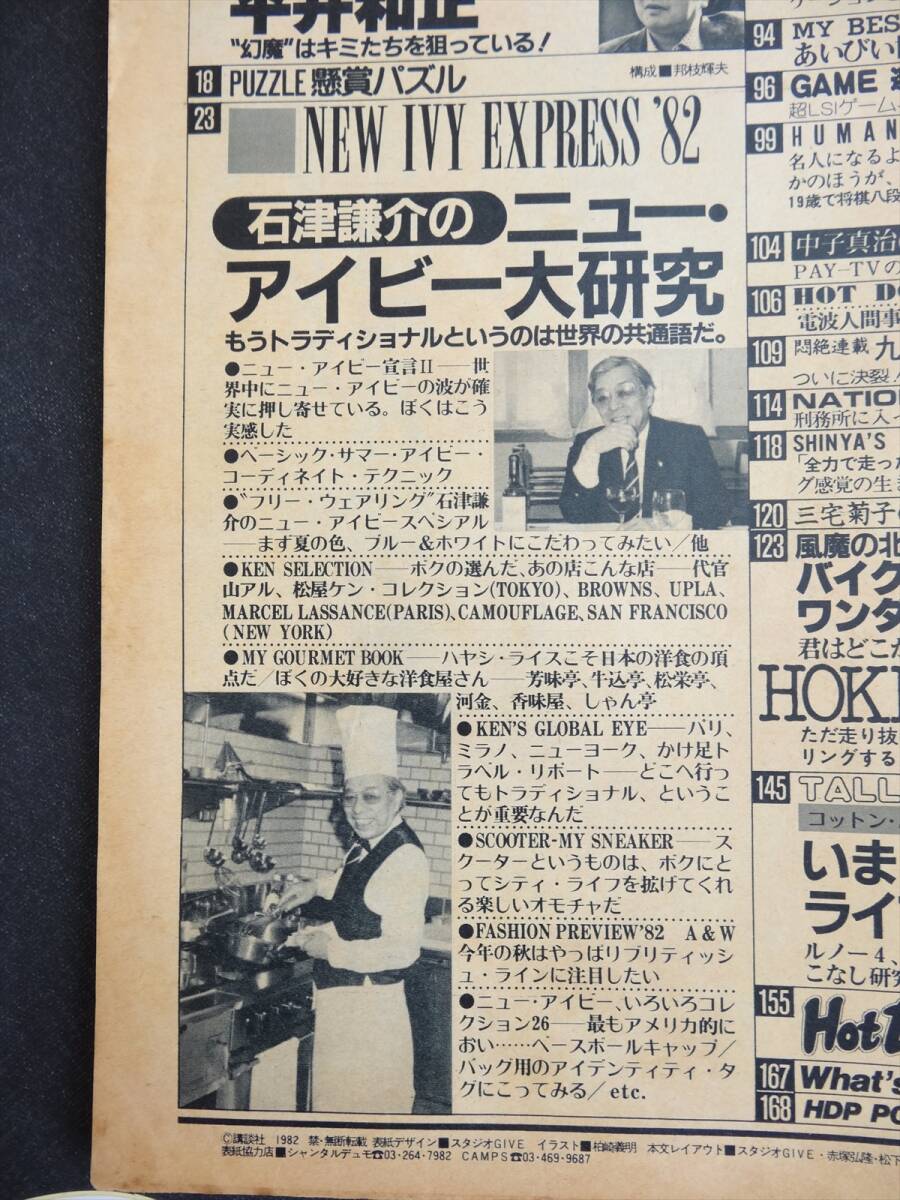 平井和正
"幻魔"はキミたちを狙っている!
18 PUZZLE 懸賞パズル
構成■邦枝輝夫
23 NEW IVY EXPRESS '82
石津謙介のニュー・
アイビー大研究
もうトラディショナルというのは世界の共通語だ。
●ニュー・アイビー宣言II――世
界中にニュー・アイビーの波が確
実に押し寄せている。ぼくはこう
実感した
●ベーシック・サマー・アイビー・
コーディネイト・テクニック
●"フリー・ウェアリング"石津謙
介のニュー・アイビースペシアル
――まず夏の色、ブルー&ホワイトにこだわってみたい/他
●KEN SELECTION――ボクの選んだ、あの店こんな店――代官
山アル、松屋ケン・コレクション(TOKYO)、BROWNS、UPLA、
MARCEL LASSANCE(PARIS)、CAMOUFLAGE、SAN FRANCISCO
(NEW YORK)
●MY GOURMET BOOK――ハヤシ・ライスこそ日本の洋食の頂
点だ/ぼくの大好きな洋食屋さん――芳味亭、牛込亭、松栄亭、
河金、香味屋、しゃん亭
●KEN'S GLOBAL EYE――パリ、
ミラノ、ニューヨーク、かけ足ト
ラベル・リポート――どこへ行っ
てもトラディショナル、というこ
とが重要なんだ
●SCOOTER-MY SNEAKER――ス
クーターというものは、ボクにと
ってシティ・ライフを拡げてくれ
る楽しいオモチャだ
●FASHION PREVIEW'82 A&W
今年の秋はやっぱりブリティッシ
ュ・ラインに注目したい
●ニュー・アイビー、いろいろコレ
クション26――最もアメリカ的に
おい……ベースボールキャップ/
バッグ用のアイデンティティ・タ
グにこってみる/ etc.
94 MY BES
あいびい
96 GAME
超LSIゲーム
99 HUMAN
名人になるよ
かのほうが、
19歳で将棋八段
104 中子真治
PAY-TVの
106 HOT DO
電波人間事
109 悶絶連載 九
ついに決裂!
114 NATIO
刑務所に入っ
118 SHINYA'S
「全力で走った
グ感覚の生き
120 三宅菊子の
123 風魔の北
バイク
ワンタ
君はどこか
HOK
ただ走り抜
リングする
145 TALL
コットン・
いま
ライフ
ルノー4、
こなし研究
155 Hot
167 What's
168 HDP PO
©講談社 1982 禁・無断転載 表紙デザイン■スタジオGIVE イラスト■柏崎義明 本文レイアウト■スタジオGIVE・赤塚弘隆・松下
表紙協力店■シャンタルデュモ☎03-264-7982 CAMPS☎03-469-9687